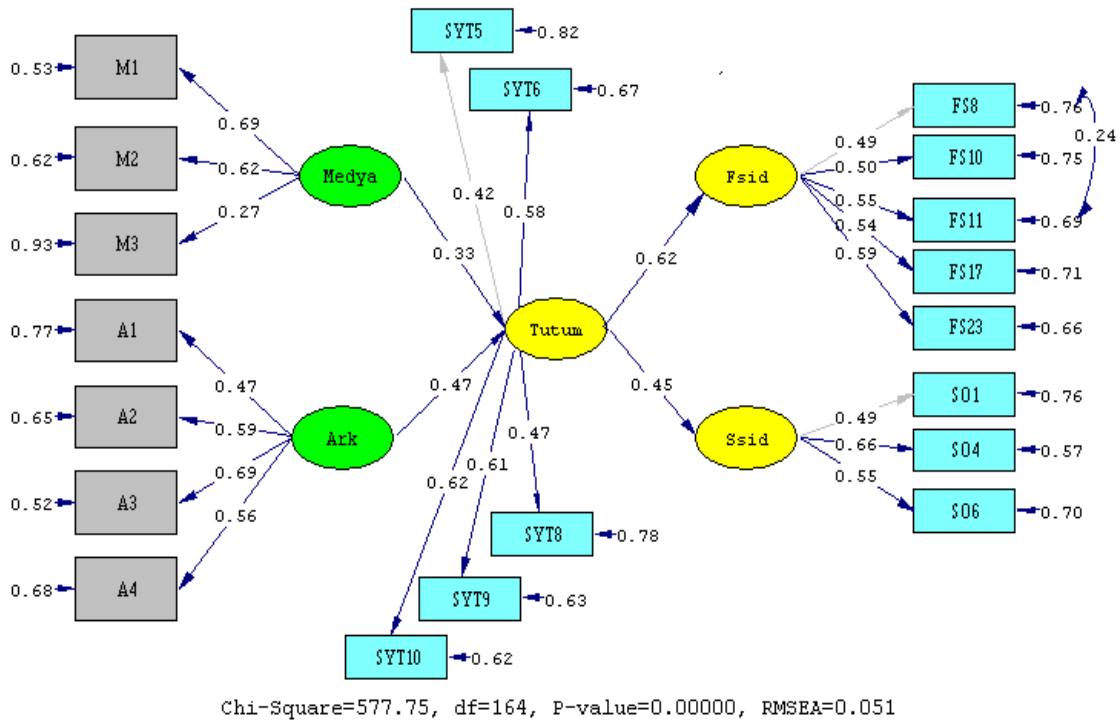 SYT5
0.82
M1
0.53
SYT6
0.67
FS8
0.76
0.69
0.49
0.24
M2
0.62
0.62
Medya
0.42
Fsid
0.50
FS10
0.75
0.27
0.58
0.55
FS11
0.69
M3
0.93
0.33
0.62
0.54
0.59
FS17
0.71
A1
0.77
Tutum
FS23
0.66
0.47
0.47
0.45
SO1
0.76
A2
0.65
0.59
Ark
0.47
Ssid
0.49
0.66
SO4
0.57
A3
0.52
0.69
0.62
0.61
0.55
SO6
0.70
0.56
SYT8
0.78
A4
0.68
SYT9
0.63
SYT10
0.62
Chi-Square=577.75, df=164, P-value=0.00000, RMSEA=0.051